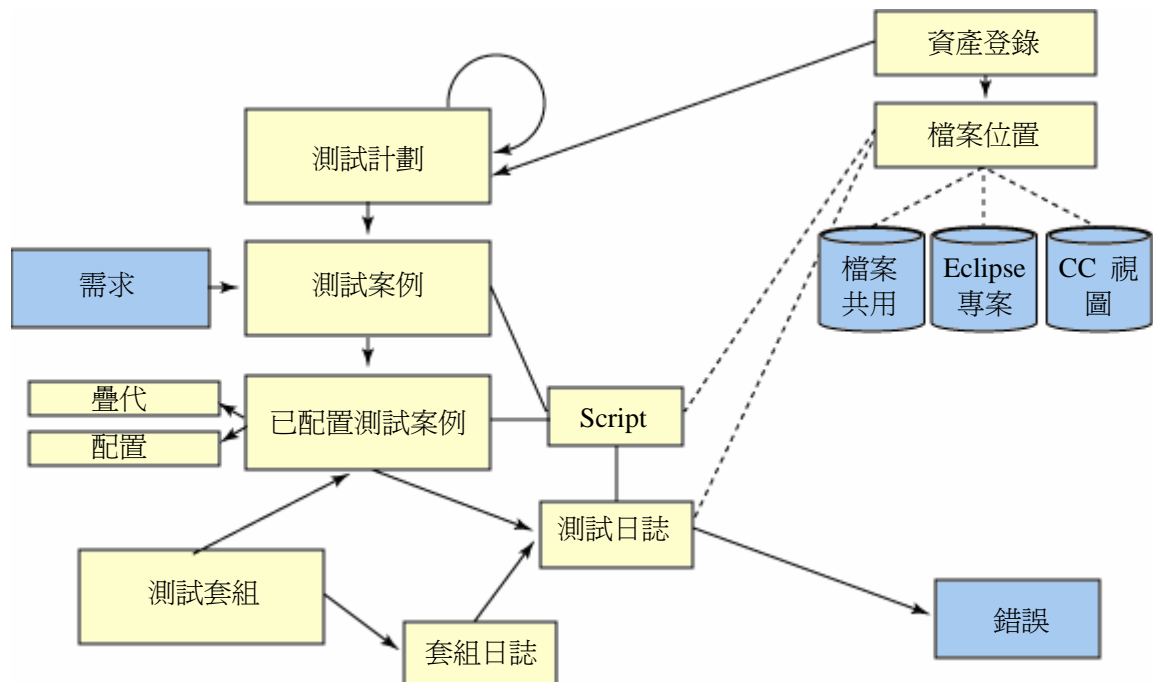 資產登錄
測試計劃
檔案位置
需求
測試案例
檔案
共用
Eclipse
專案
CC 視
圖
疊代
配置
已配置測試案例
Script
測試日誌
測試套組
套組日誌
錯誤